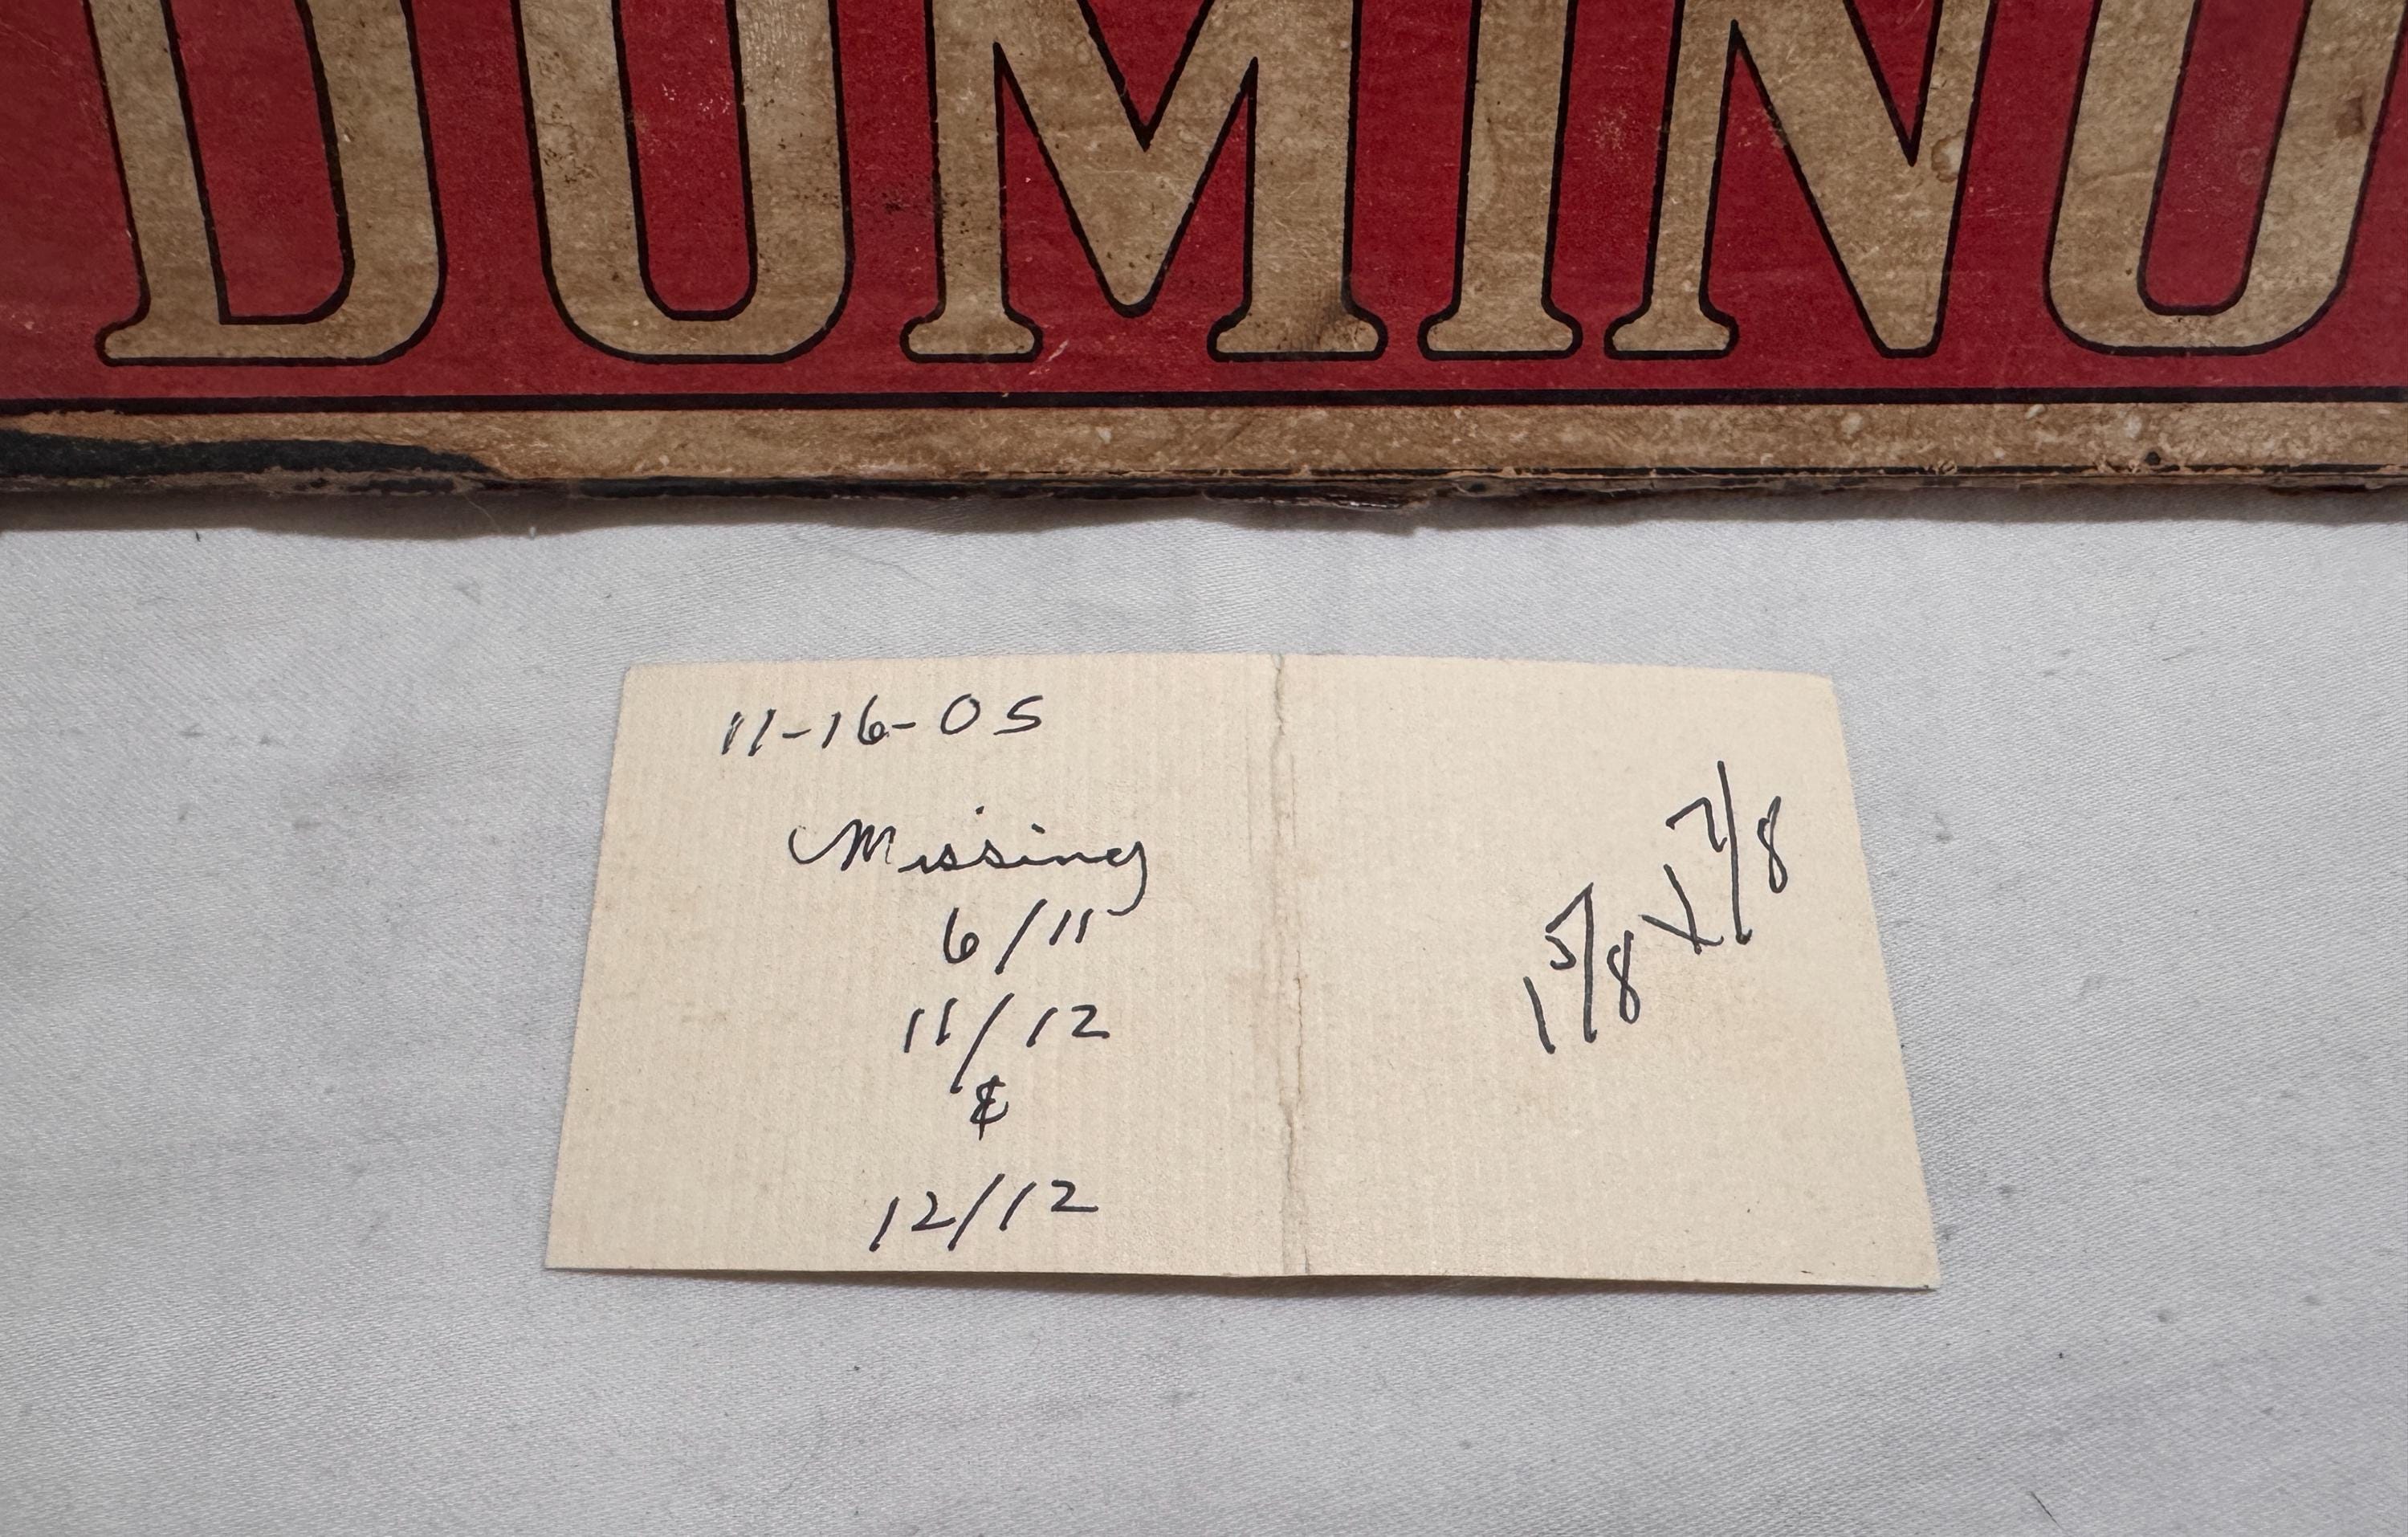 DOMINO
11-16-05
Missing
6/11
11/12
&
12/12
1 5/8 X 7/8